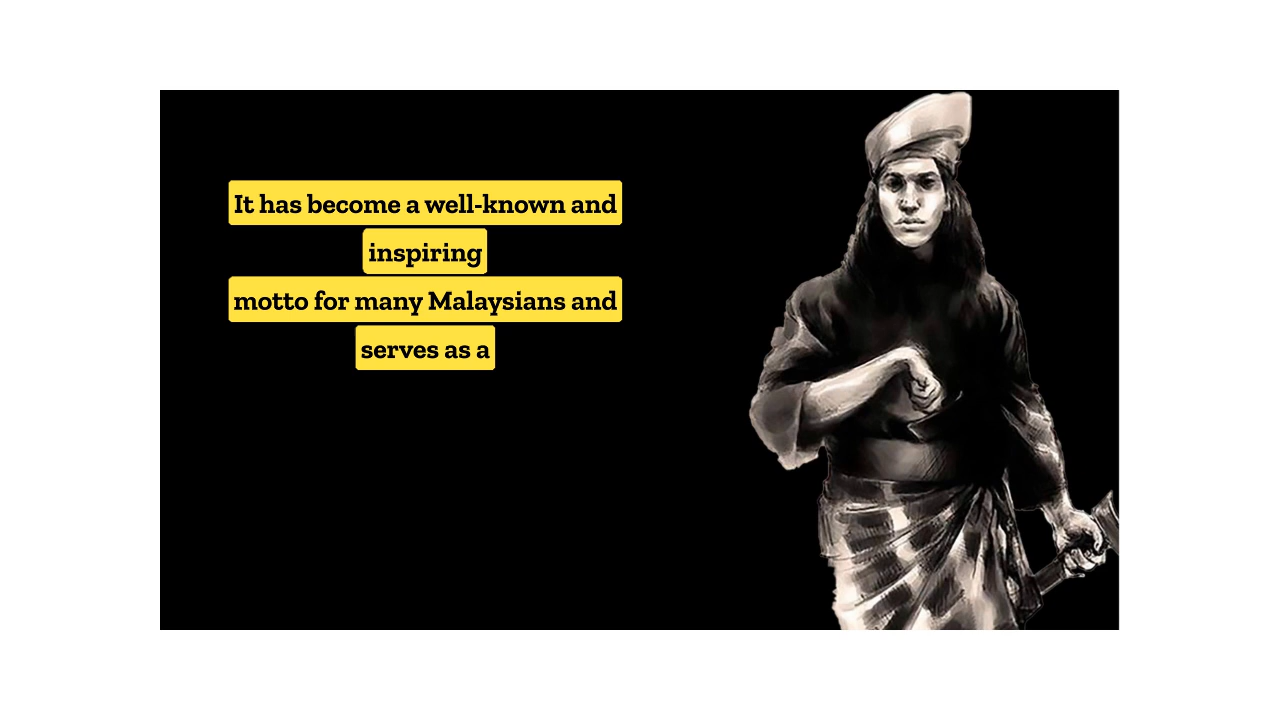 It has become a well-known and
inspiring
motto for many Malaysians and
serves as a